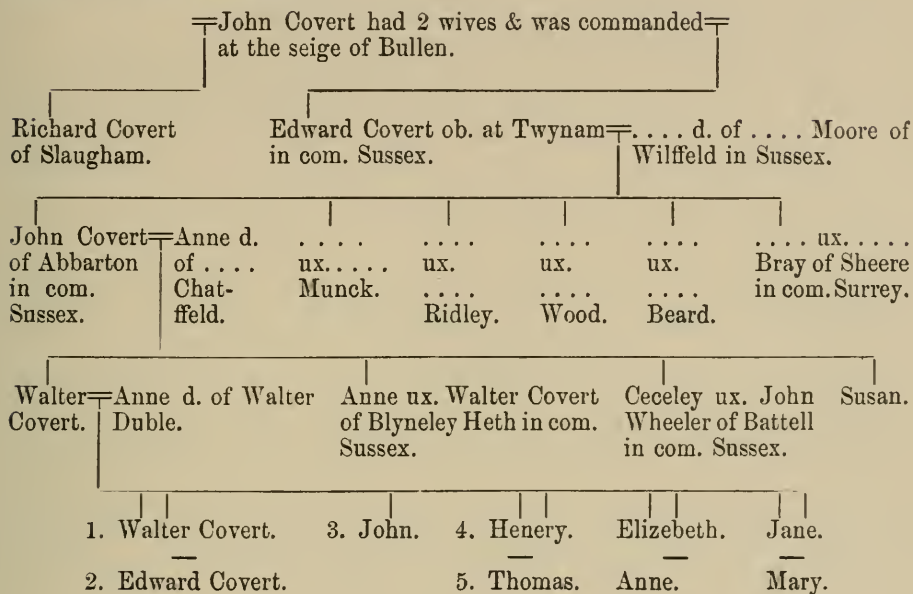 John Covert had 2 wives & was commanded
at the seige of Bullen.
Richard Covert
of Slaugham.
Edward Covert ob. at Twynam
in com. Sussex.
. . . . d. of . . . . Moore of
Wilffeld in Sussex.
John Covert
of Abbarton
in com.
Sussex.
Anne d.
of . . . .
Chat-
ffeld.
. . . .
ux. . . . .
Munck.
. . . .
ux.
. . . .
Ridley.
. . . .
ux.
. . . .
Wood.
. . . .
ux.
. . . .
Beard.
. . . . ux. . . . .
Bray of Sheere
in com. Surrey.
Walter
Covert.
Anne d. of Walter
Duble.
Anne ux. Walter Covert
of Blyneley Heth in com.
Sussex.
Ceceley ux. John
Wheeler of Battell
in com. Sussex.
Susan.
1. Walter Covert.
2. Edward Covert.
3. John.
4. Henery.
5. Thomas.
Elizebeth.
Anne.
Jane.
Mary.